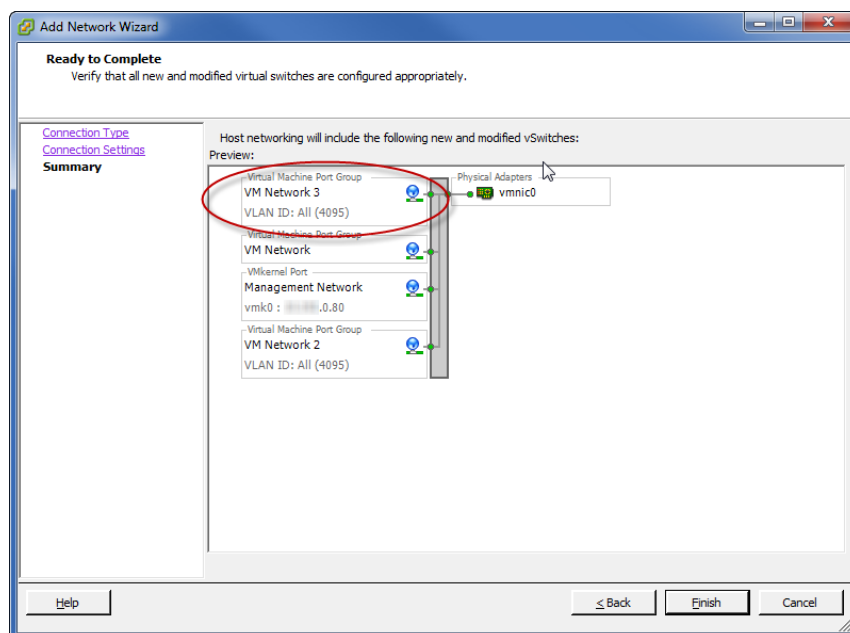 Add Network Wizard
Ready to Complete
Verify that all new and modified virtual switches are configured appropriately.
Connection Type
Connection Settings
Summary
Host networking will include the following new and modified vSwitches:
Preview:
Virtual Machine Port Group
VM Network 3
VLAN ID: All (4095)
Physical Adapters
vmnic0
Virtual Machine Port Group
VM Network
VMkernel Port
Management Network
vmk0 : .0.80
Virtual Machine Port Group
VM Network 2
VLAN ID: All (4095)
Help
< Back
Finish
Cancel